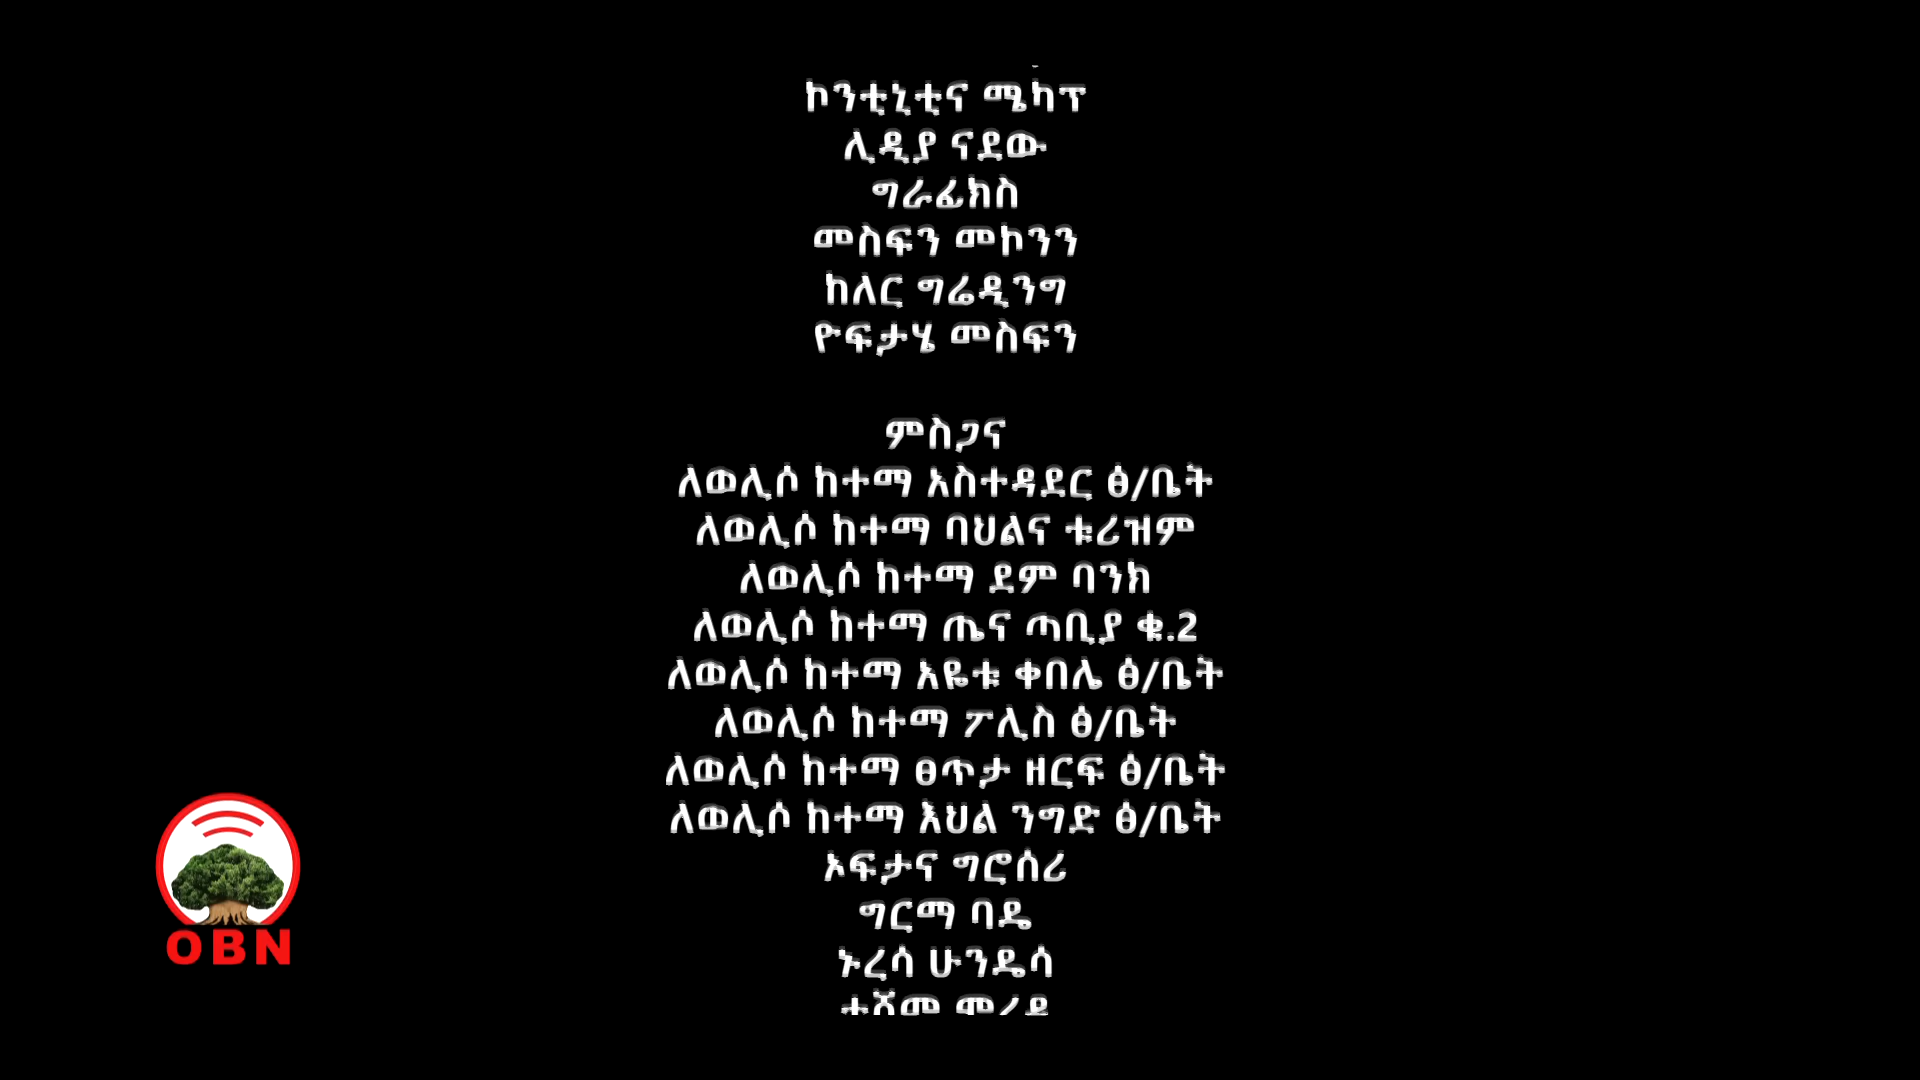 ኮንቲኒቲና ሜካፕ
ሊዲያ ናደው
ግራፊክስ
መስፍን መኮንን
ከለር ግሬዲንግ
ዮፍታሄ መስፍን
ምስጋና
ለወሊሶ ከተማ አስተዳደር ፅ/ቤት
ለወሊሶ ከተማ ባህልና ቱሪዝም
ለወሊሶ ከተማ ደም ባንክ
ለወሊሶ ከተማ ጤና ጣቢያ ቁ.2
ለወሊሶ ከተማ አዬቱ ቀበሌ ፅ/ቤት
ለወሊሶ ከተማ ፖሊስ ፅ/ቤት
ለወሊሶ ከተማ ፀጥታ ዘርፍ ፅ/ቤት
ለወሊሶ ከተማ እህል ንግድ ፅ/ቤት
ኦፍታና ግሮሰሪ
ግርማ ባዴ
ኑረሳ ሁንዴሳ
OBN